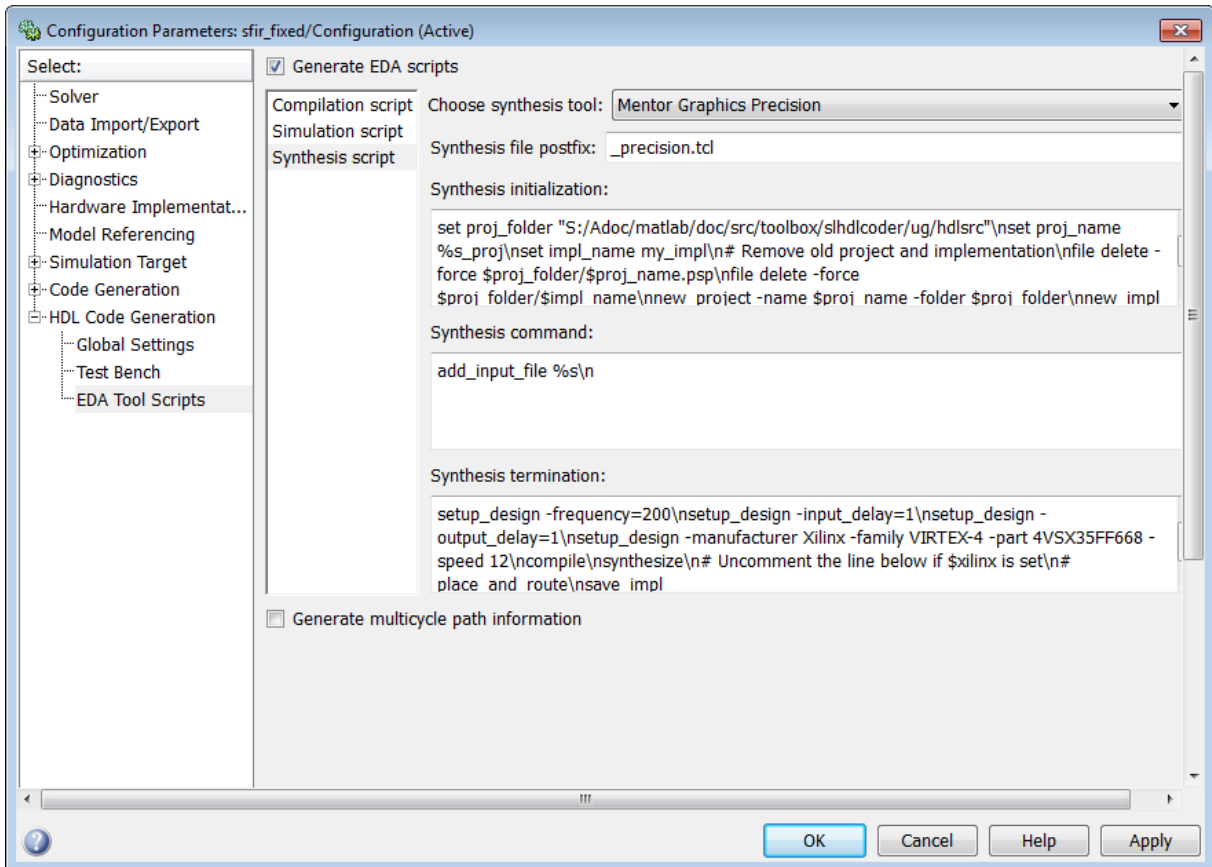 Configuration Parameters: sfir_fixed/Configuration (Active)
Select:
Solver
Data Import/Export
Optimization
Diagnostics
Hardware Implementat...
Model Referencing
Simulation Target
Code Generation
HDL Code Generation
Global Settings
Test Bench
EDA Tool Scripts
Generate EDA scripts
Compilation script
Simulation script
Synthesis script
Choose synthesis tool: Mentor Graphics Precision
Synthesis file postfix: _precision.tcl
Synthesis initialization:
set proj_folder "S:/Adoc/matlab/doc/src/toolbox/slhdlcoder/ug/hdlsrc"\nset proj_name
%s_proj\nset impl_name my_impl\n# Remove old project and implementation\nfile delete -
force $proj_folder/$proj_name.psp\nfile delete -force
$proj_folder/$impl_name\nnew_project -name $proj_name -folder $proj_folder\nnew_impl
Synthesis command:
add_input_file %s\n
Synthesis termination:
setup_design -frequency=200\nsetup_design -input_delay=1\nsetup_design -
output_delay=1\nsetup_design -manufacturer Xilinx -family VIRTEX-4 -part 4VSX35FF668 -
speed 12\ncompile\nsynthesize\n# Uncomment the line below if $xilinx is set\n#
place_and_route\nsave_impl
Generate multicycle path information
OK
Cancel
Help
Apply